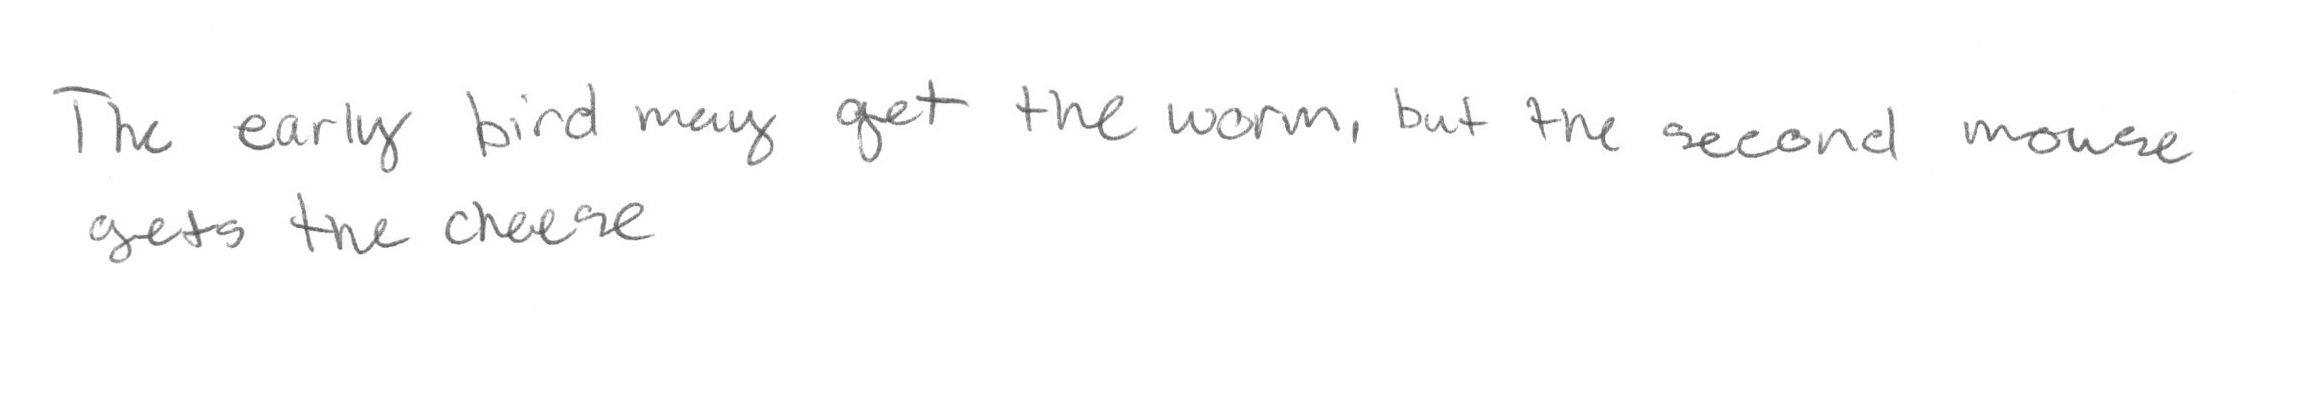 The early bird may get the worm, but the second mouse
gets the cheese